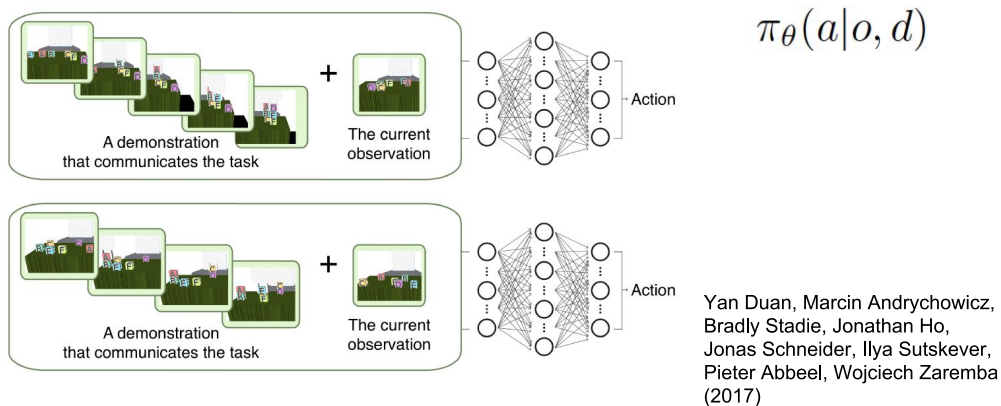 π_θ(a|o, d)
+
A demonstration
that communicates the task
The current
observation
Action
+
A demonstration
that communicates the task
The current
observation
Action
Yan Duan, Marcin Andrychowicz,
Bradly Stadie, Jonathan Ho,
Jonas Schneider, Ilya Sutskever,
Pieter Abbeel, Wojciech Zaremba
(2017)